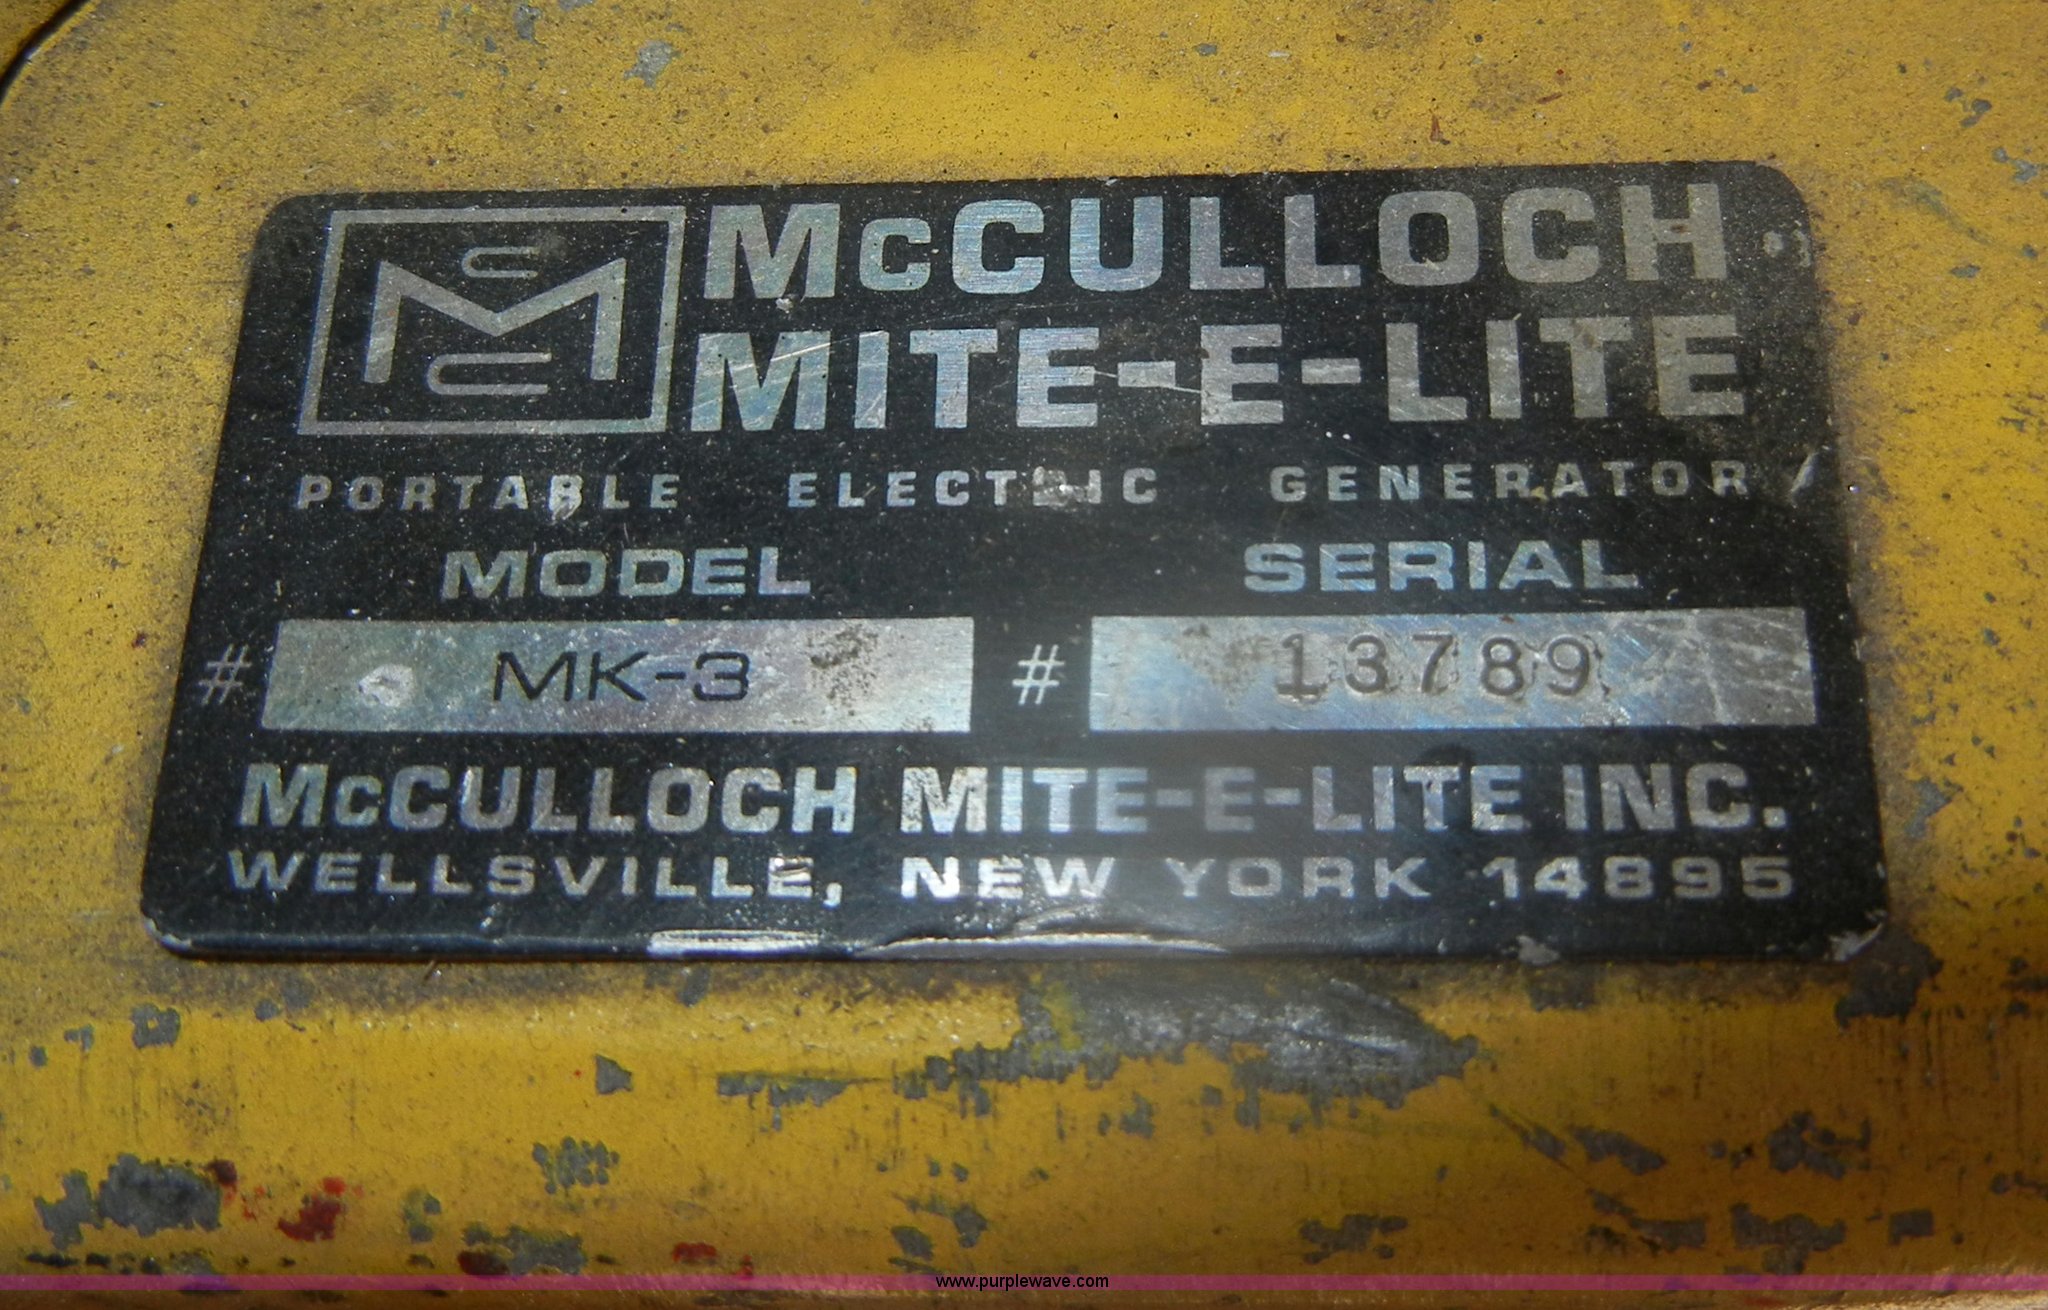 McCULLOCH
MITE-E-LITE
PORTABLE ELECTRIC GENERATOR
MODEL SERIAL
# MK-3 # 13789
McCULLOCH MITE-E-LITE INC.
WELLSVILLE, NEW YORK 14895
www.purplewave.com